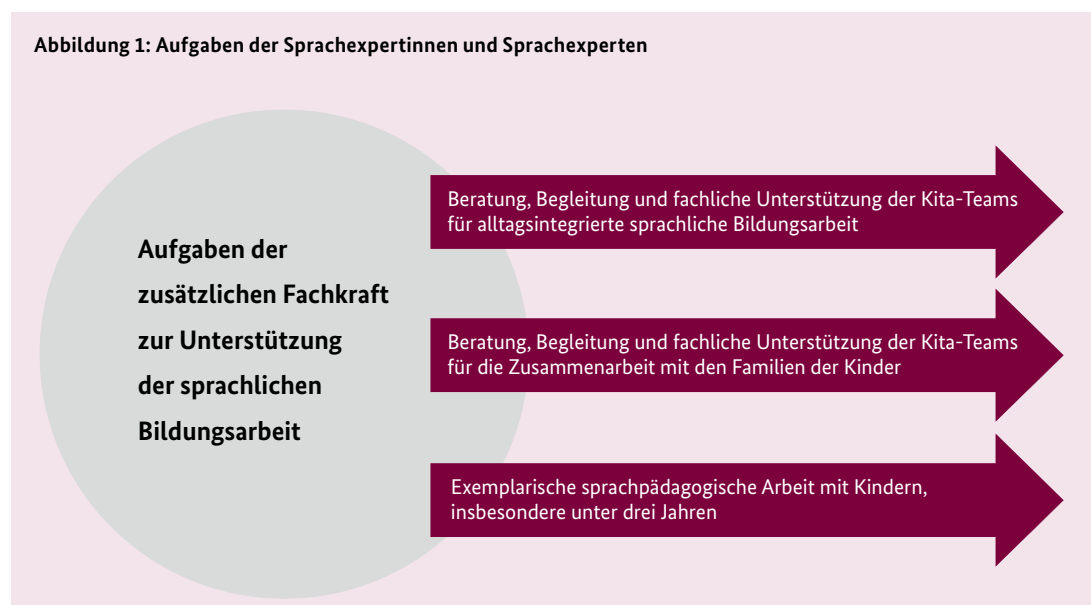 Abbildung 1: Aufgaben der Sprachexpertinnen und Sprachexperten
Aufgaben der
zusätzlichen Fachkraft
zur Unterstützung
der sprachlichen
Bildungsarbeit
Beratung, Begleitung und fachliche Unterstützung der Kita-Teams
für alltagsintegrierte sprachliche Bildungsarbeit
Beratung, Begleitung und fachliche Unterstützung der Kita-Teams
für die Zusammenarbeit mit den Familien der Kinder
Exemplarische sprachpädagogische Arbeit mit Kindern,
insbesondere unter drei Jahren